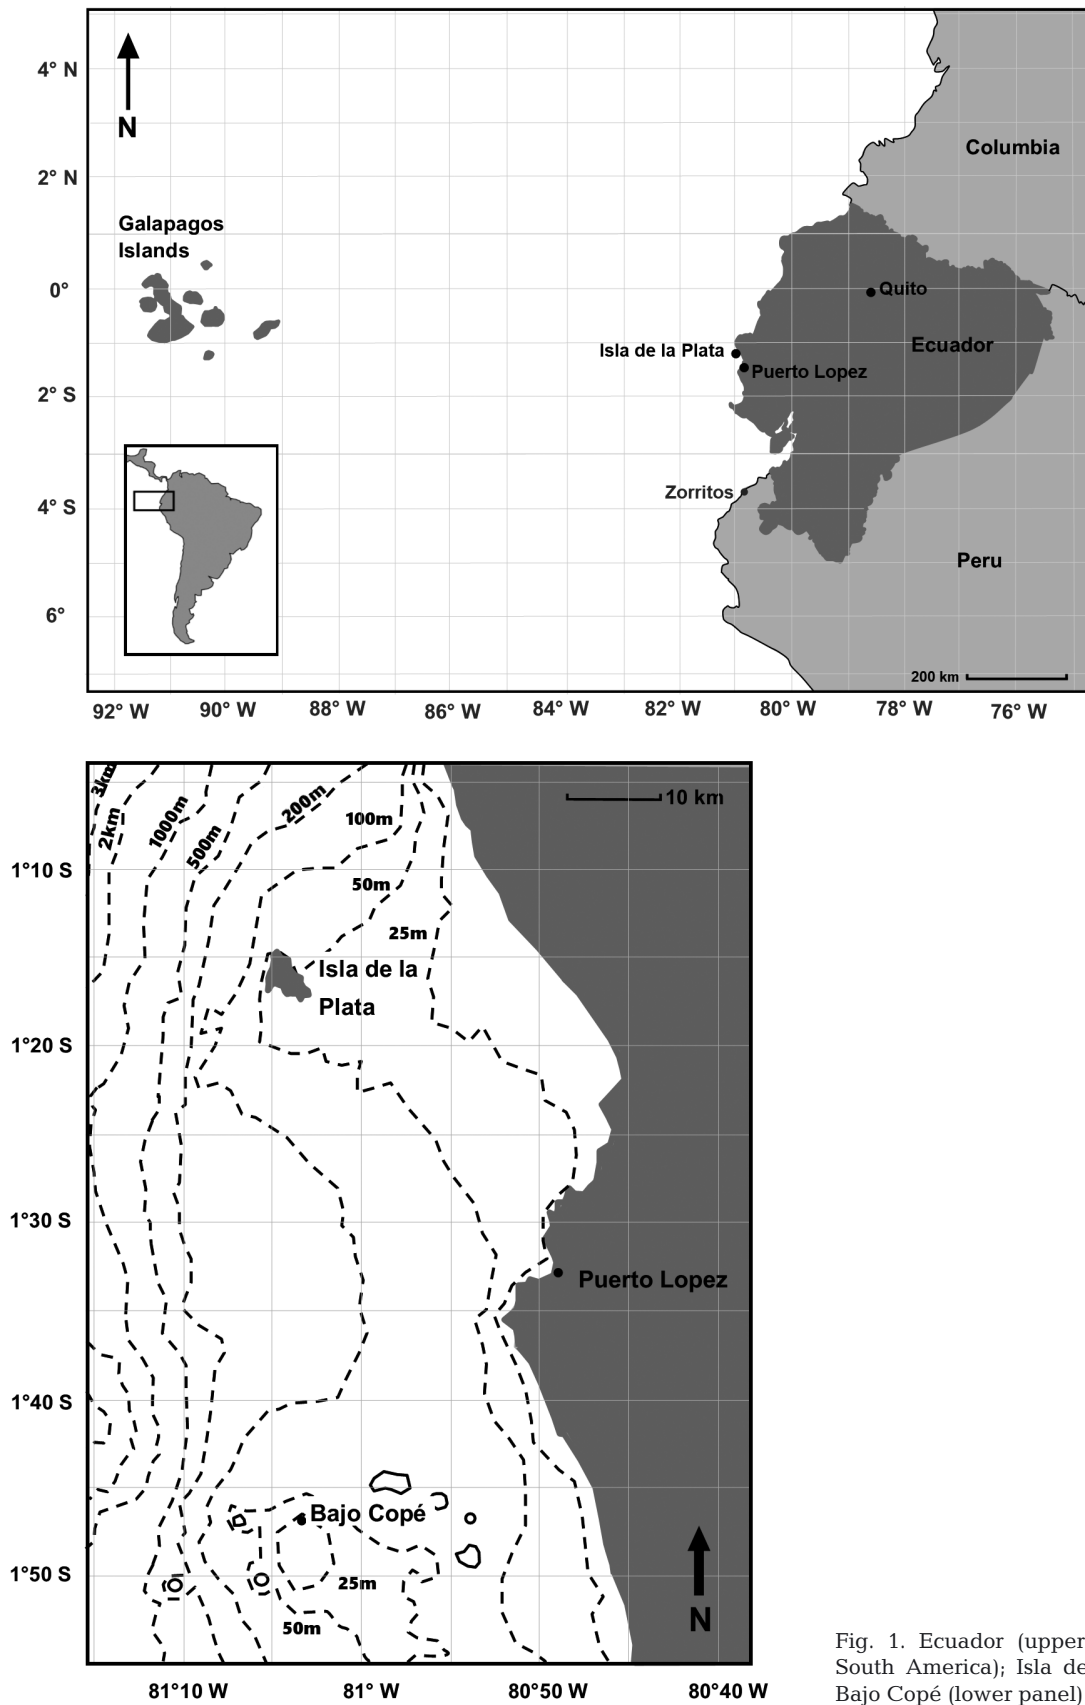 4° N
N
Columbia
2° N
Galapagos
Islands
0°
Quito
Isla de la Plata
Ecuador
Puerto Lopez
2° S
Zorritos
4° S
Peru
6°
200 km
92° W 90° W 88° W 86° W 84° W 82° W 80° W 78° W 76° W
3km
2km
1000m
500m
200m
100m
10 km
1°10 S
50m
25m
Isla de la
Plata
1°20 S
1°30 S
Puerto Lopez
1°40 S
Bajo Copé
1°50 S
25m
50m
N
81°10 W 81° W 80°50 W 80°40 W
Fig. 1. Ecuador (upper
South America); Isla de
Bajo Copé (lower panel)